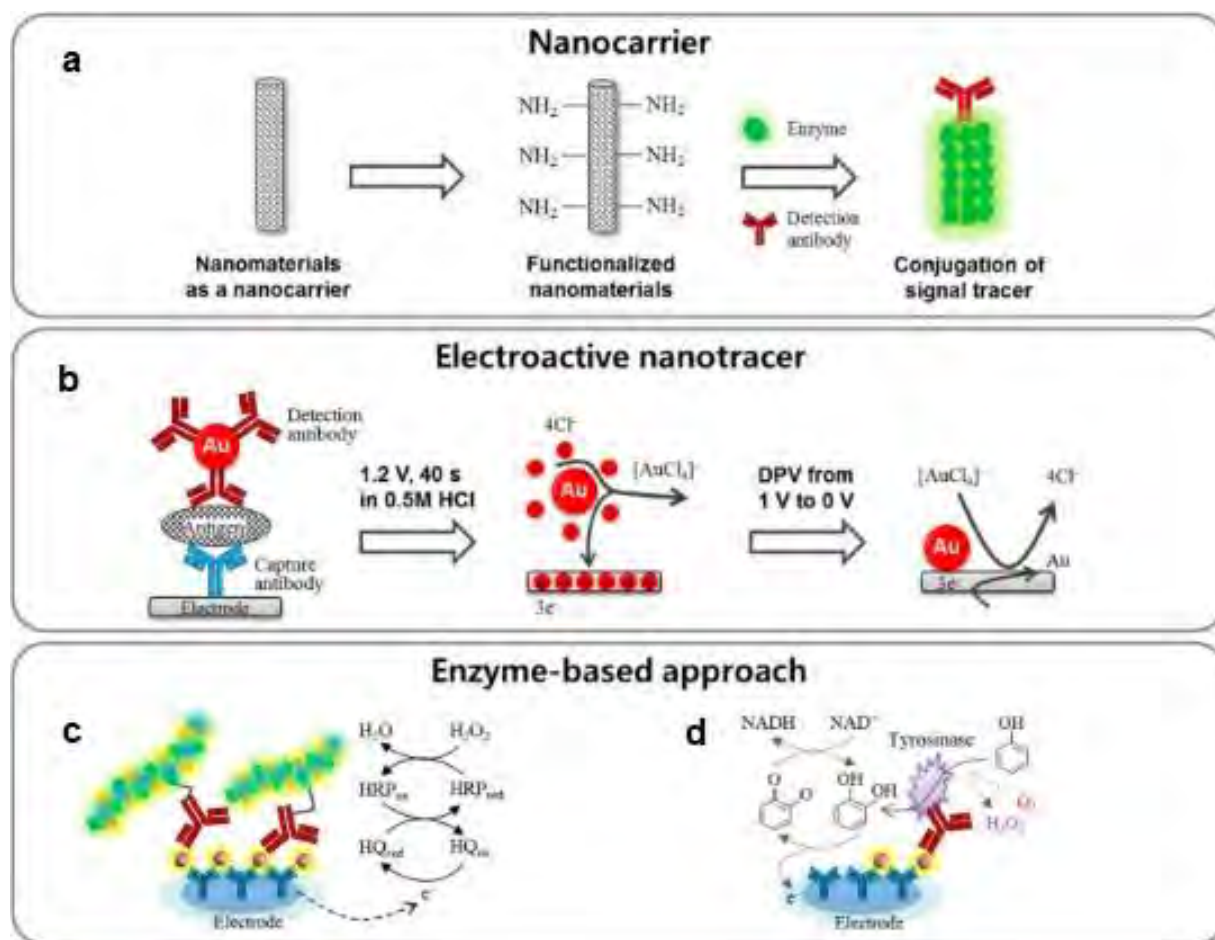 Nanocarrier
a
NH2 NH2
NH2 NH2
NH2 NH2
Enzyme
Detection
antibody
Nanomaterials
as a nanocarrier
Functionalized
nanomaterials
Conjugation of
signal tracer
Electroactive nanotracer
b
Detection
antibody
Au
Antigen
Capture
antibody
Electrode
1.2 V, 40 s
in 0.5M HCl
4Cl-
Au
[AuCl4]-
3e-
DPV from
1 V to 0 V
[AuCl4]- 4Cl-
Au
Au
3e-
Enzyme-based approach
c
H2O H2O2
HRPox HRPred
HQred HQox
e-
Electrode
d
NADH NAD+
Tyrosinase
OH
O
O
OH
OH
O2
H2O2
e-
Electrode